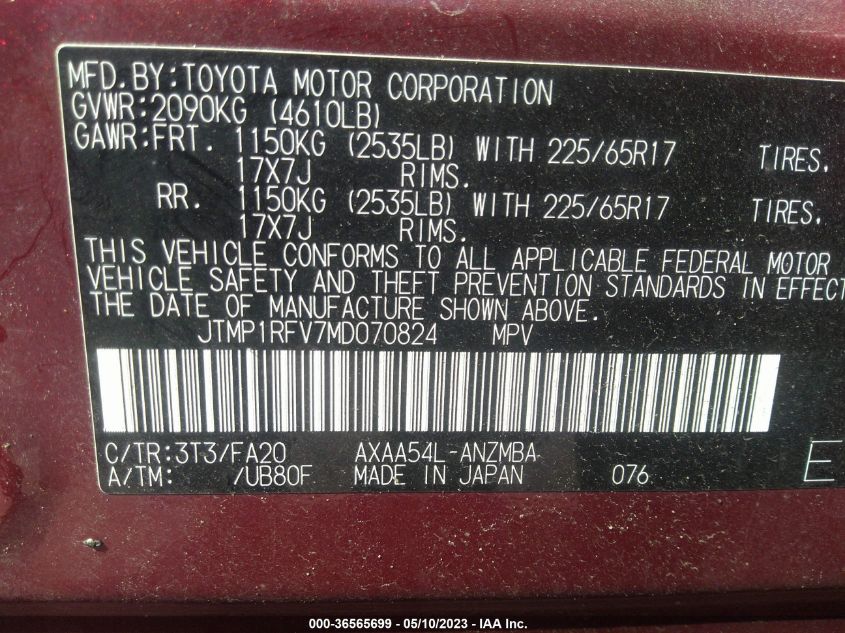 MFD.BY:TOYOTA MOTOR CORPORATION
GVWR:2090KG (4610LB)
GAWR:FRT. 1150KG (2535LB) WITH 225/65R17 TIRES.
17X7J RIMS.
RR. 1150KG (2535LB) WITH 225/65R17 TIRES.
17X7J RIMS.
THIS VEHICLE CONFORMS TO ALL APPLICABLE FEDERAL MOTOR
VEHICLE SAFETY AND THEFT PREVENTION STANDARDS IN EFFECT
THE DATE OF MANUFACTURE SHOWN ABOVE.
JTMP1RFV7MD070824 MPV
C/TR:3T3/FA20 AXAA54L-ANZMBA
A/TM: /UB80F MADE IN JAPAN 076 E
000-36565699 - 05/10/2023 - IAA Inc.